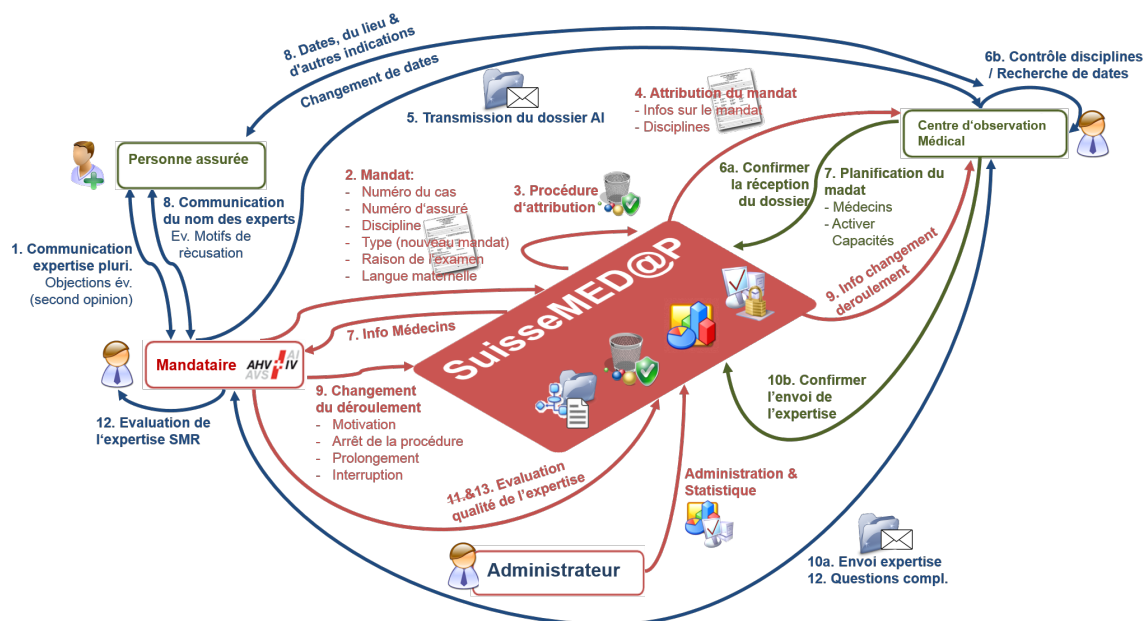 8. Dates, du lieu &
d'autres indications
Changement de dates
6b. Contrôle disciplines
/ Recherche de dates
4. Attribution du mandat
- Infos sur le mandat
- Disciplines
5. Transmission du dossier AI
Centre d'observation
Médical
Personne assurée
2. Mandat:
- Numéro du cas
- Numéro d'assuré
- Discipline
- Type (nouveau mandat)
- Raison de l'examen
- Langue maternelle
3. Procédure
d'attribution
6a. Confirmer
la réception
du dossier
7. Planification du
madat
- Médecins
- Activer
Capacités
8. Communication
du nom des experts
Ev. Motifs de
rècusation
1. Communication
expertise pluri.
Objections év.
(second opinion)
9. Info changement
deroulement
SuisseMED@P
7. Info Médecins
Mandataire
AHV AI
AVS IV
9. Changement
du déroulement
- Motivation
- Arrêt de la procédure
- Prolongement
- Interruption
10b. Confirmer
l'envoi de
l'expertise
12. Evaluation de
l'expertise SMR
11.&13. Evaluation
qualité de l'expertise
Administration &
Statistique
Administrateur
10a. Envoi expertise
12. Questions compl.